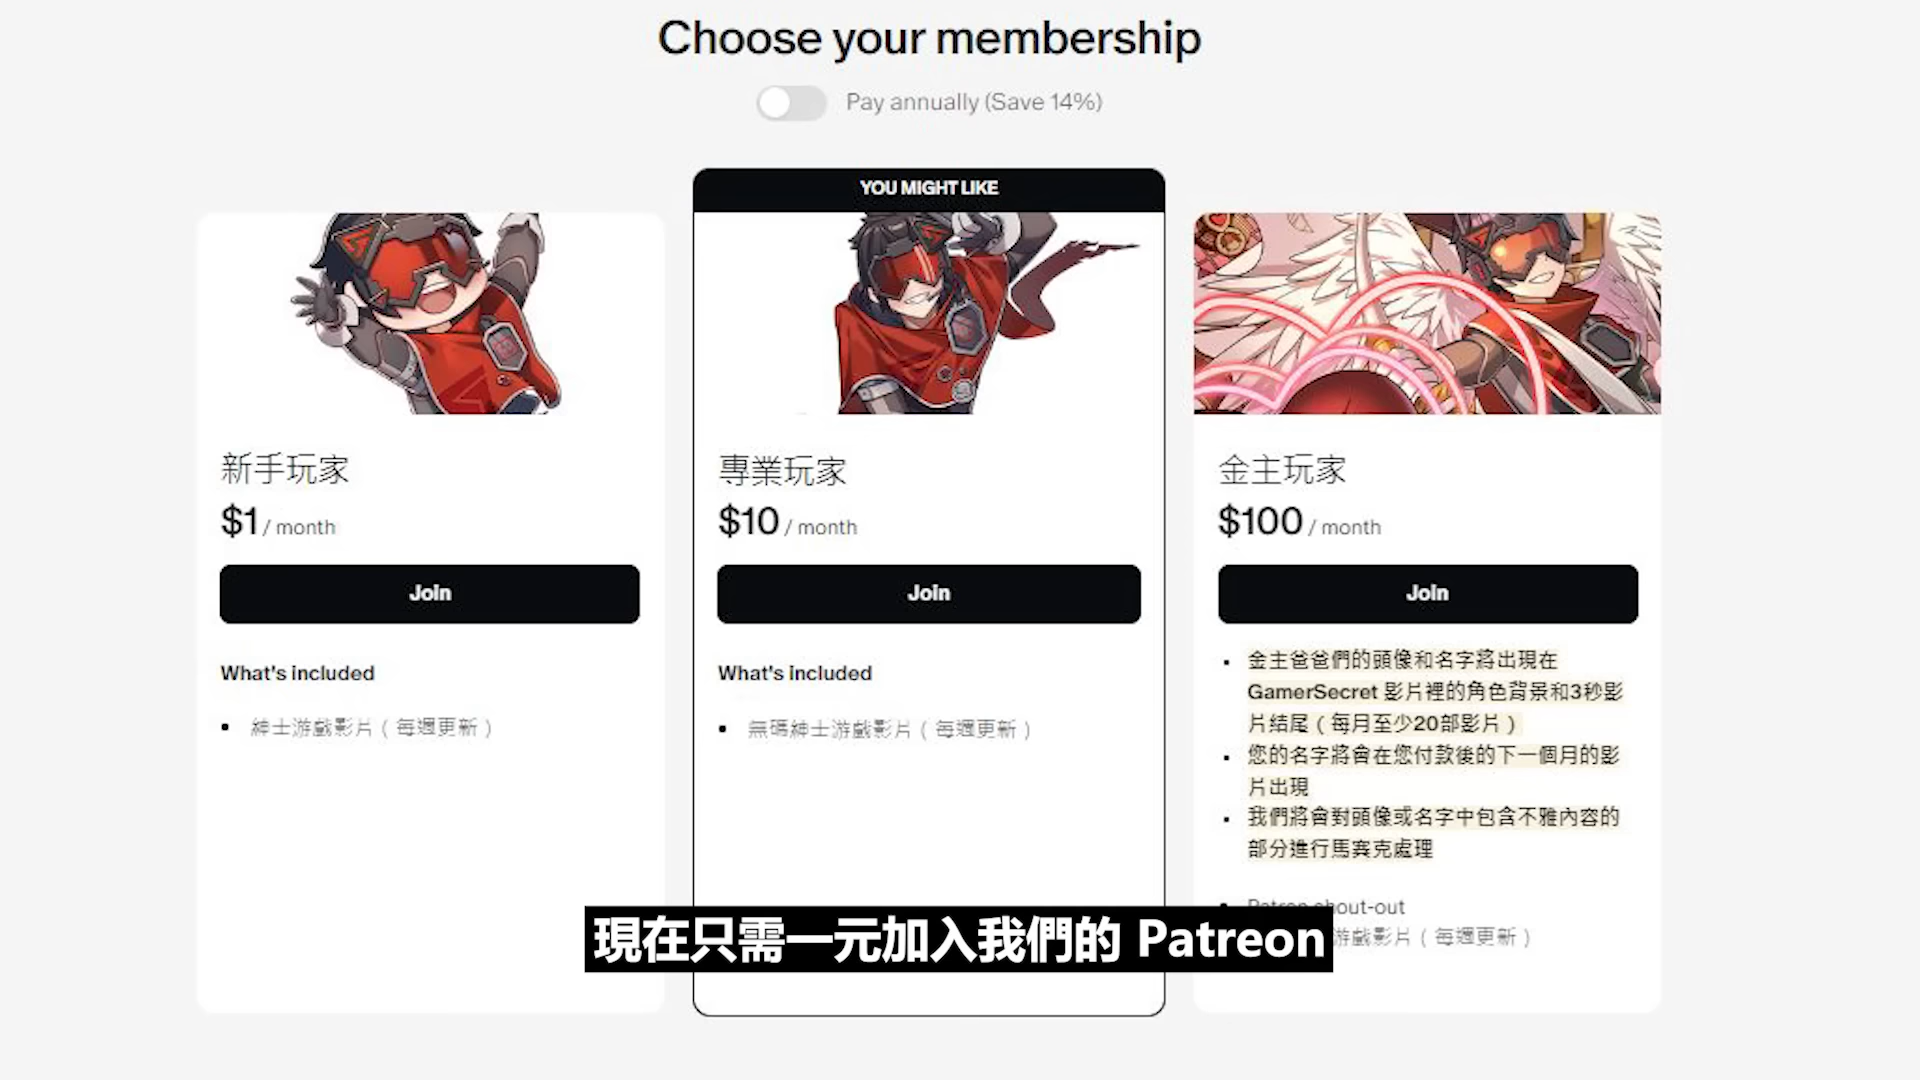 Choose your membership
Pay annually (Save 14%)
YOU MIGHT LIKE
新手玩家
$1 / month
Join
What's included
紳士游戲影片（每週更新）
專業玩家
$10 / month
Join
What's included
無碼紳士游戲影片（每週更新）
金主玩家
$100 / month
Join
金主爸爸們的頭像和名字將出現在
GamerSecret 影片裡的角色背景和3秒影
片结尾（每月至少20部影片）
您的名字將會在您付款後的下一個月的影
片出現
我們將會對頭像或名字中包含不雅內容的
部分進行馬賽克處理
shout-out
游戲影片（每週更新）
現在只需一元加入我們的 Patreon